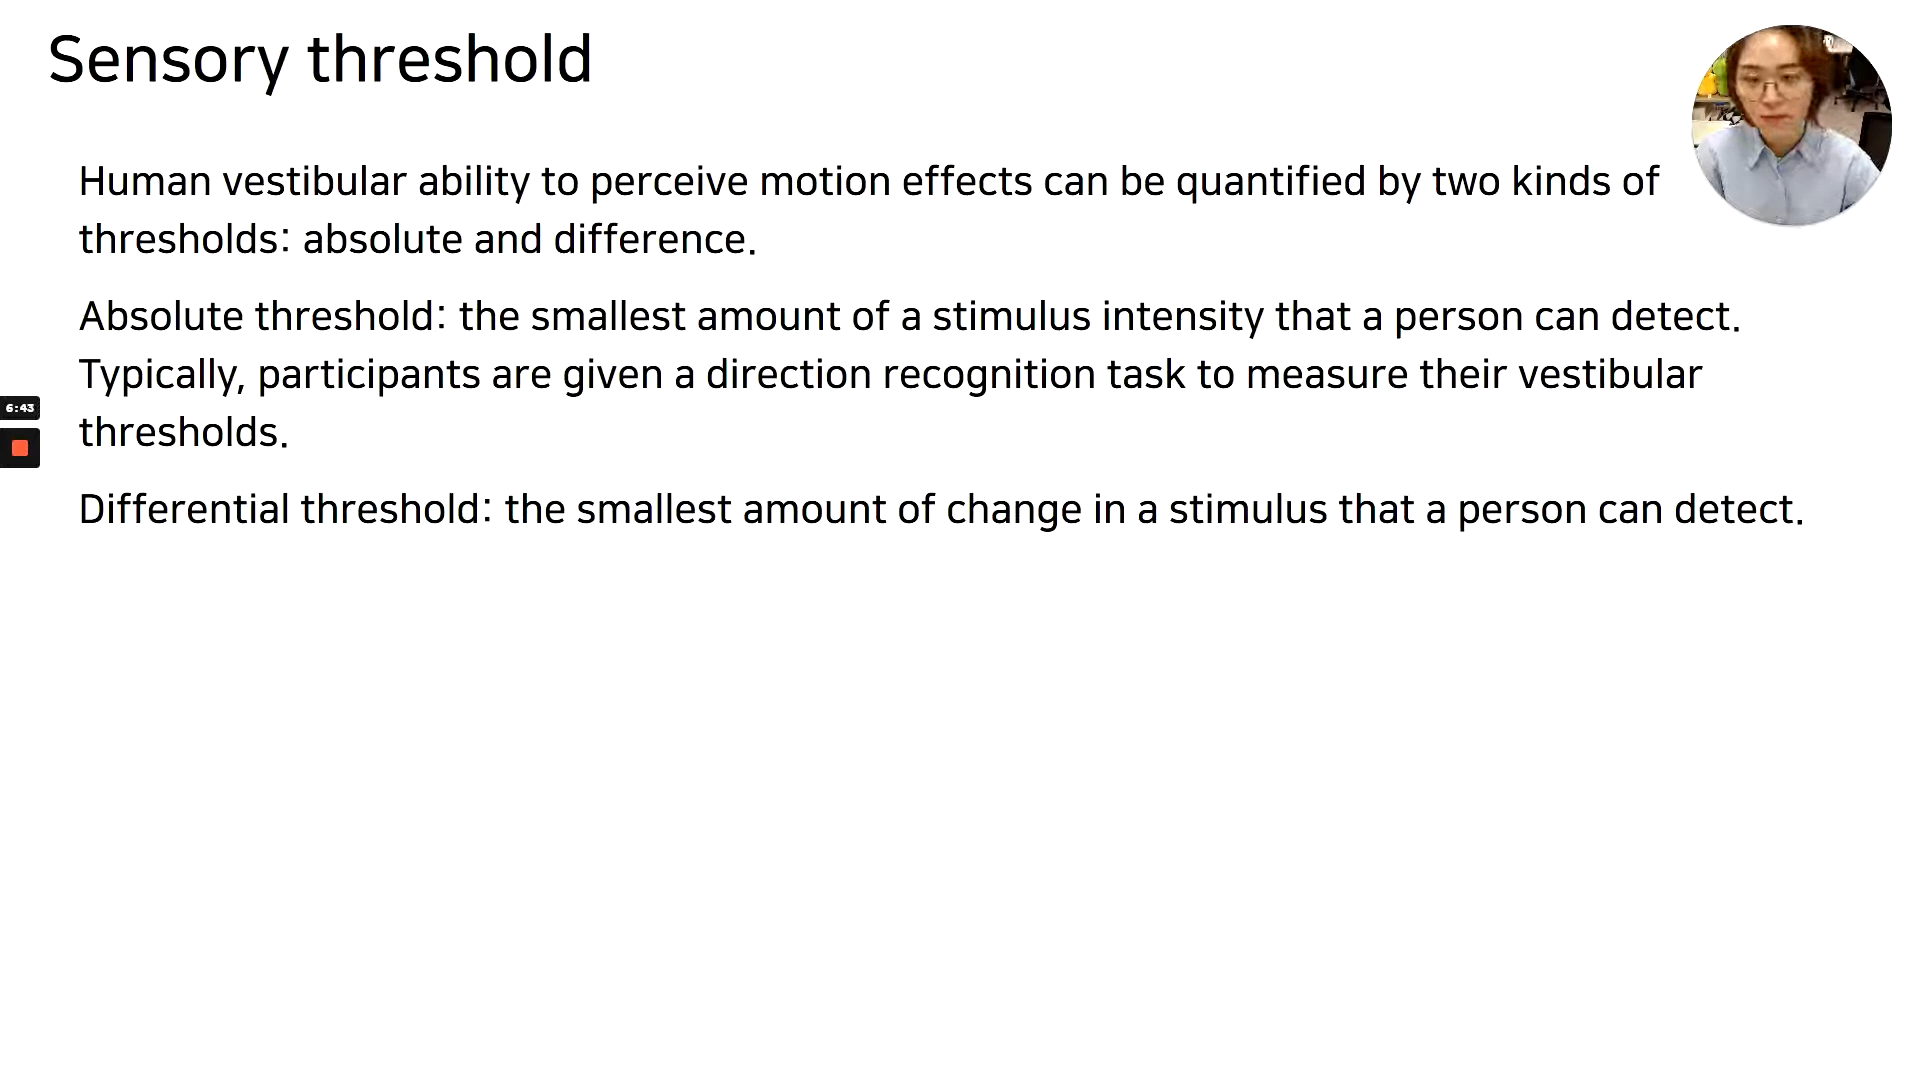 Sensory threshold
Human vestibular ability to perceive motion effects can be quantified by two kinds of
thresholds: absolute and difference.
Absolute threshold: the smallest amount of a stimulus intensity that a person can detect.
Typically, participants are given a direction recognition task to measure their vestibular
thresholds.
6:43
Differential threshold: the smallest amount of change in a stimulus that a person can detect.